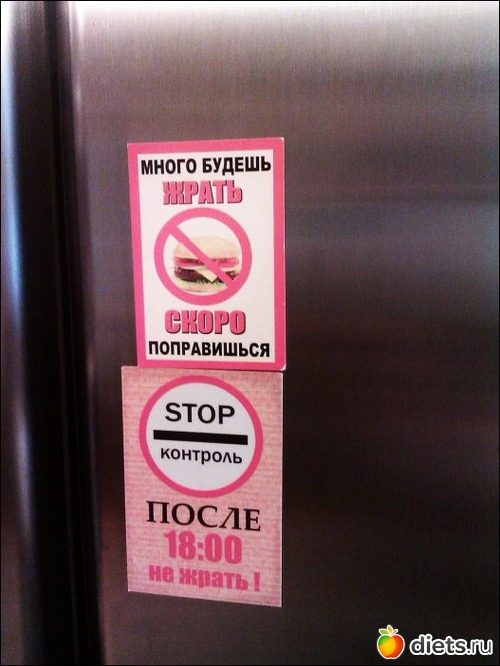 МНОГО БУДЕШЬ
ЖРАТЬ
СКОРО
ПОПРАВИШЬСЯ
STOP
КОНТРОЛЬ
ПОСЛЕ
18:00
не жрать !
diets.ru